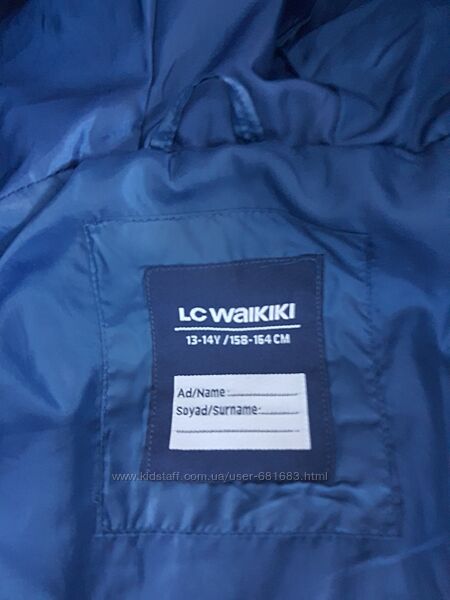 LC WAIKIKI
13-14Y/158-164 CM
Ad/Name:
Soyad/Surname:
www.kidstaff.com.ua/user-681683.html